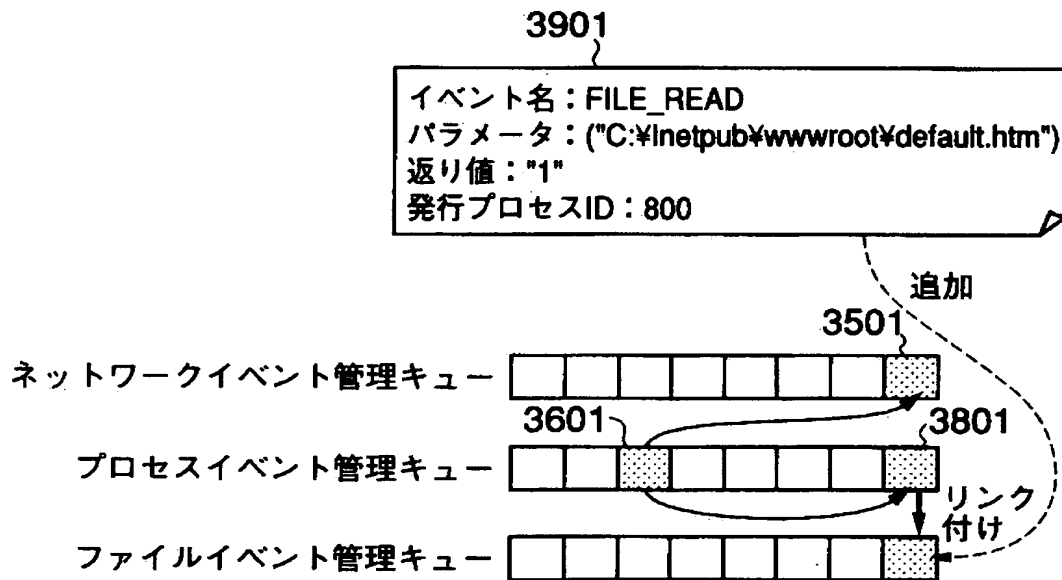 3901
イベント名：FILE_READ
パラメータ：("C:¥Inetpub¥wwwroot¥default.htm")
返り値："1"
発行プロセスID：800
追加
3501
ネットワークイベント管理キュー
3601
3801
プロセスイベント管理キュー
リンク
付け
ファイルイベント管理キュー